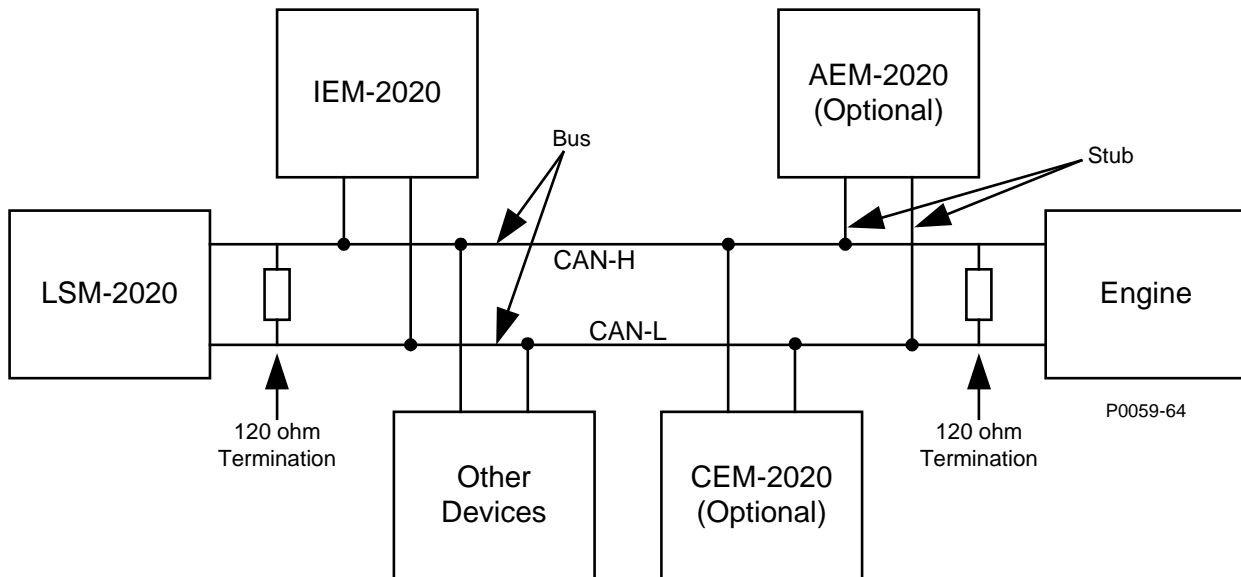 IEM-2020
AEM-2020
(Optional)
Bus
Stub
LSM-2020
CAN-H
Engine
CAN-L
P0059-64
120 ohm
Termination
120 ohm
Termination
Other
Devices
CEM-2020
(Optional)